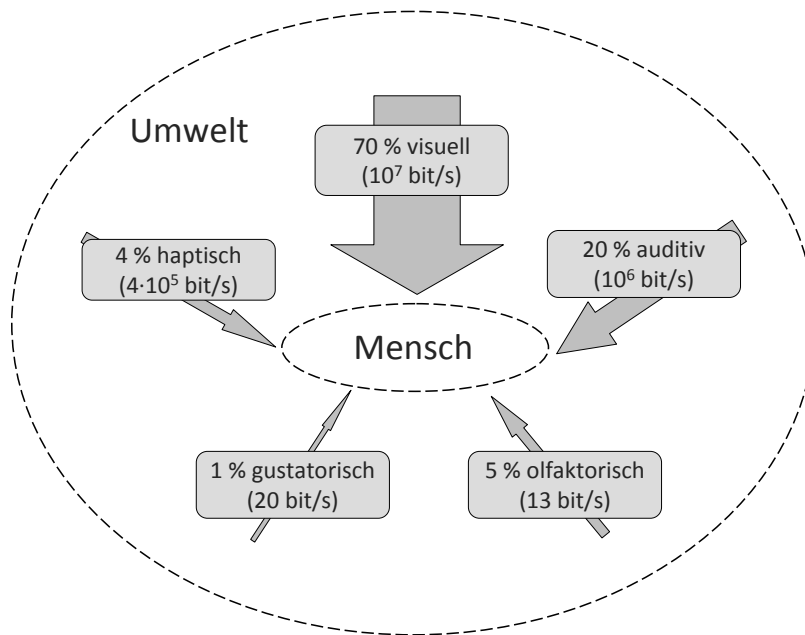 Umwelt
70 % visuell
(10⁷ bit/s)
4 % haptisch
(4·10⁵ bit/s)
20 % auditiv
(10⁶ bit/s)
Mensch
1 % gustatorisch
(20 bit/s)
5 % olfaktorisch
(13 bit/s)